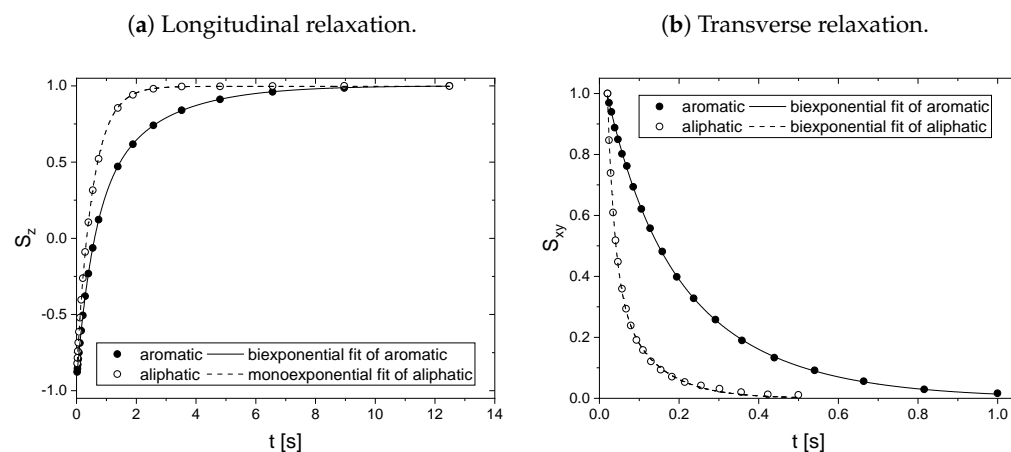 (a) Longitudinal relaxation.
(b) Transverse relaxation.
1.0
0.5
0.0
-0.5
-1.0
S_z
aromatic biexponential fit of aromatic
aliphatic monoexponential fit of aliphatic
0 2 4 6 8 10 12 14
t [s]
1.0
0.8
0.6
0.4
0.2
0.0
S_xy
aromatic biexponential fit of aromatic
aliphatic biexponential fit of aliphatic
0.0 0.2 0.4 0.6 0.8 1.0
t [s]